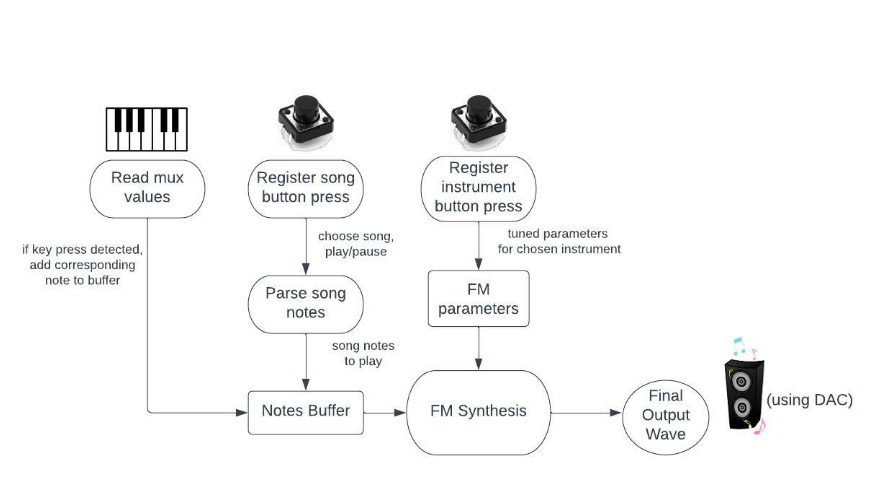 Read mux
values
Register song
button press
Register
instrument
button press
if key press detected,
add corresponding
note to buffer
choose song,
play/pause
tuned parameters
for chosen instrument
Parse song
notes
FM
parameters
song notes
to play
Notes Buffer
FM Synthesis
Final
Output
Wave
(using DAC)